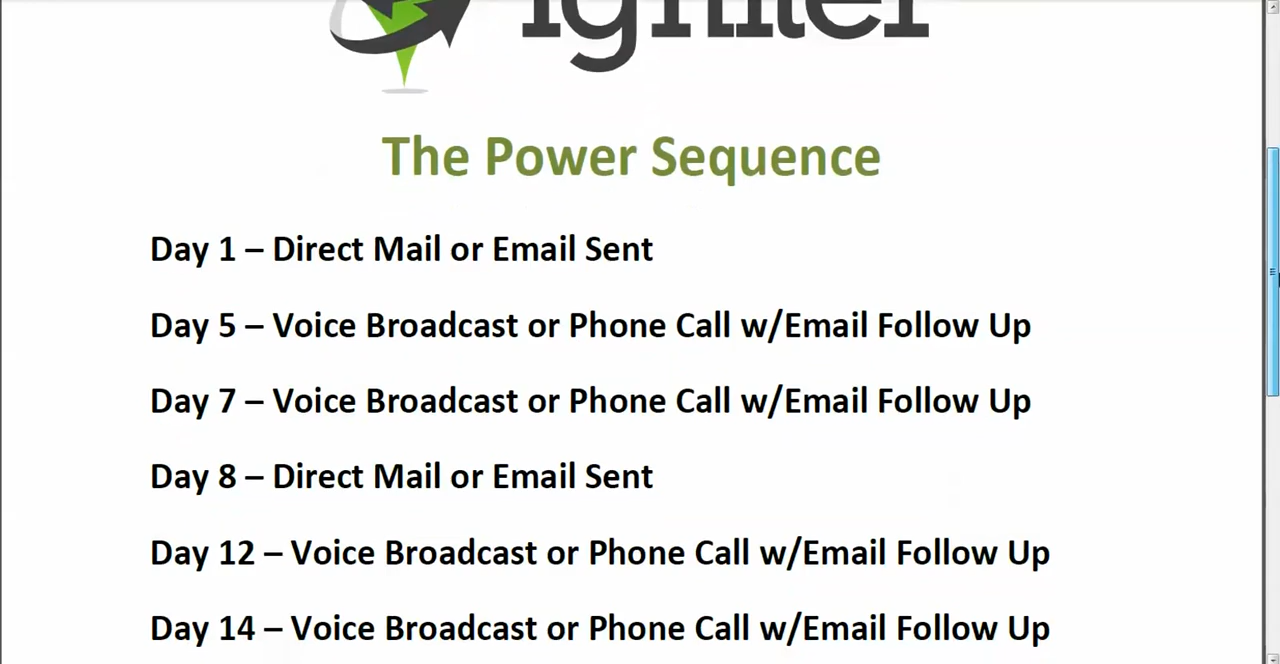 Igniter
The Power Sequence
Day 1 – Direct Mail or Email Sent
Day 5 – Voice Broadcast or Phone Call w/Email Follow Up
Day 7 – Voice Broadcast or Phone Call w/Email Follow Up
Day 8 – Direct Mail or Email Sent
Day 12 – Voice Broadcast or Phone Call w/Email Follow Up
Day 14 – Voice Broadcast or Phone Call w/Email Follow Up